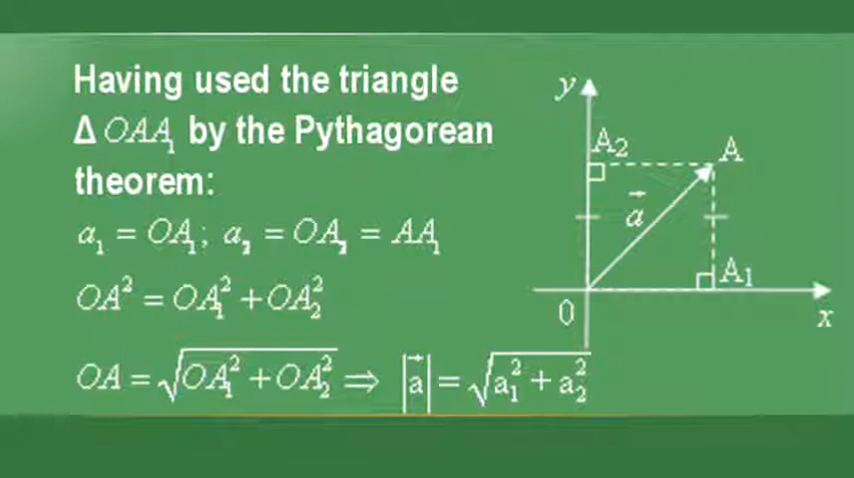 Having used the triangle
Δ OAA₁ by the Pythagorean
theorem:
a₁ = OA₁; a₂ = OA₂ = AA₁
OA² = OA₁² + OA₂²
OA = √(OA₁² + OA₂²) ⇒ |a⃗| = √(a₁² + a₂²)
y
A₂
A
a⃗
A₁
0
x